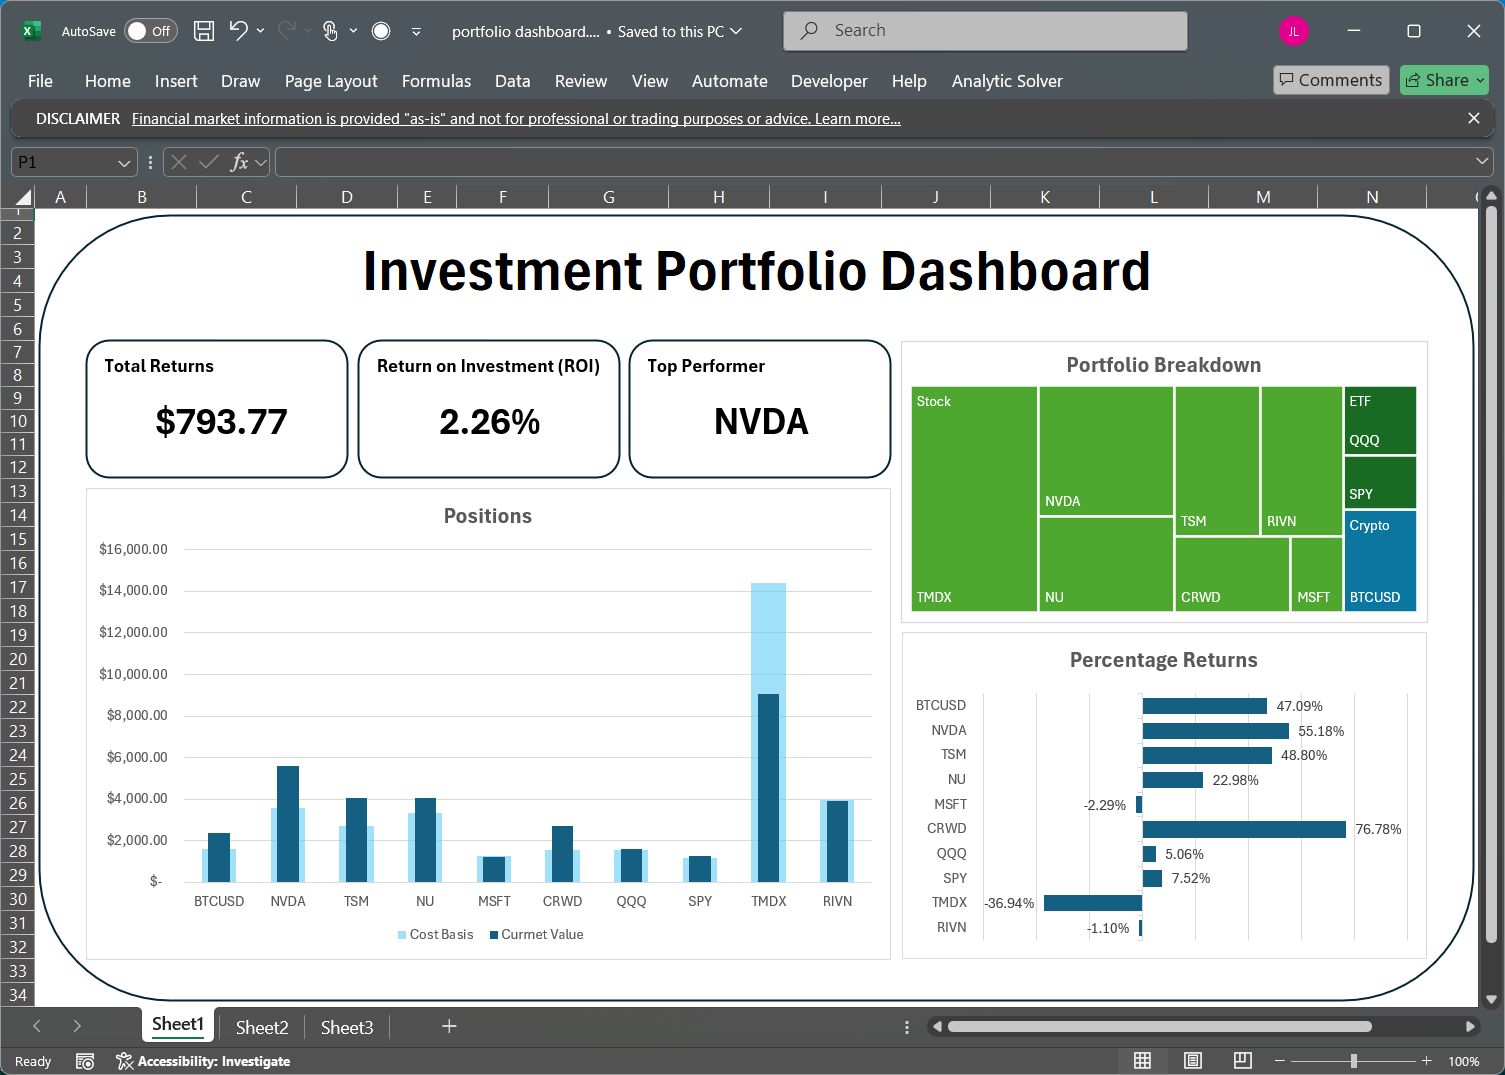 AutoSave Off portfolio dashboard.... • Saved to this PC Search JL
File Home Insert Draw Page Layout Formulas Data Review View Automate Developer Help Analytic Solver Comments Share
DISCLAIMER Financial market information is provided "as-is" and not for professional or trading purposes or advice. Learn more...
P1 fx
A B C D E F G H I J K L M N
1
2
3
4
5
6
7
8
9
10
11
12
13
14
15
16
17
18
19
20
21
22
23
24
25
26
27
28
29
30
31
32
33
34
Investment Portfolio Dashboard
Total Returns
$793.77
Return on Investment (ROI)
2.26%
Top Performer
NVDA
Positions
$16,000.00
$14,000.00
$12,000.00
$10,000.00
$8,000.00
$6,000.00
$4,000.00
$2,000.00
$-
BTCUSD NVDA TSM NU MSFT CRWD QQQ SPY TMDX RIVN
Cost Basis Currnet Value
Portfolio Breakdown
Stock
TMDX
NVDA
NU
TSM
RIVN
CRWD
MSFT
ETF
QQQ
SPY
Crypto
BTCUSD
Percentage Returns
BTCUSD 47.09%
NVDA 55.18%
TSM 48.80%
NU 22.98%
MSFT -2.29%
CRWD 76.78%
QQQ 5.06%
SPY 7.52%
TMDX -36.94%
RIVN -1.10%
Sheet1 Sheet2 Sheet3
Ready Accessibility: Investigate 100%